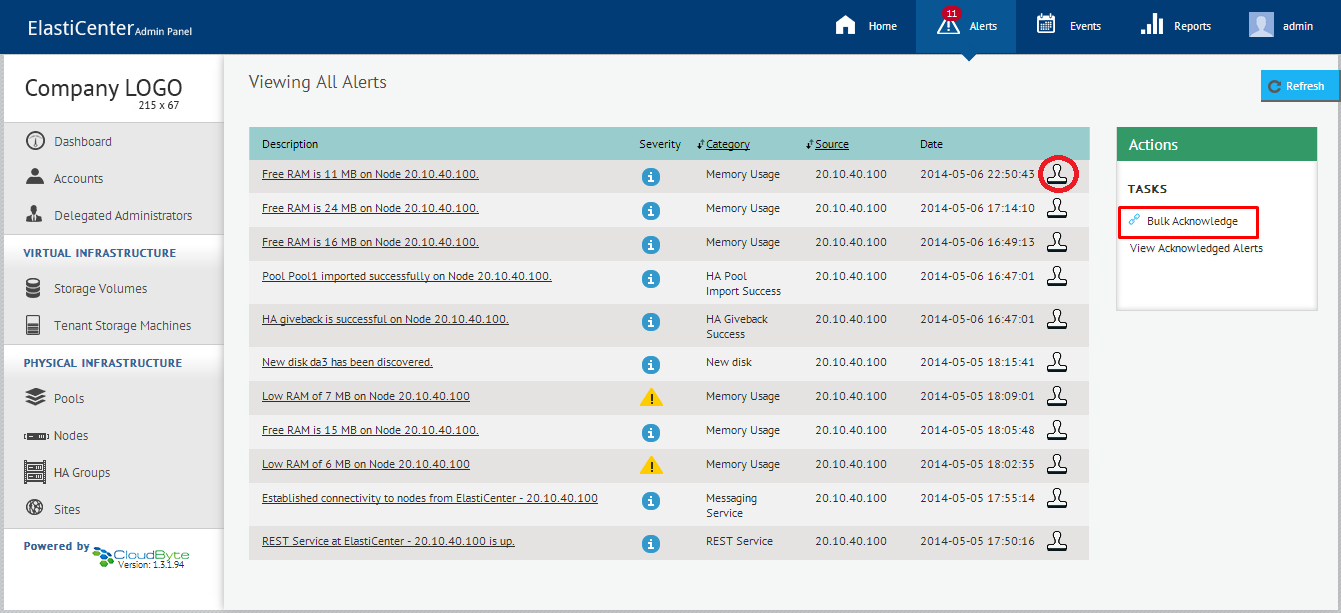 ElastiCenter Admin Panel
Home
11
Alerts
Events
Reports
admin
Company LOGO
215 x 67
Dashboard
Accounts
Delegated Administrators
VIRTUAL INFRASTRUCTURE
Storage Volumes
Tenant Storage Machines
PHYSICAL INFRASTRUCTURE
Pools
Nodes
HA Groups
Sites
Powered by CloudByte
Version: 1.3.1.94
Viewing All Alerts
Refresh
Description Severity Category Source Date
Free RAM is 11 MB on Node 20.10.40.100. Memory Usage 20.10.40.100 2014-05-06 22:50:43
Free RAM is 24 MB on Node 20.10.40.100. Memory Usage 20.10.40.100 2014-05-06 17:14:10
Free RAM is 16 MB on Node 20.10.40.100. Memory Usage 20.10.40.100 2014-05-06 16:49:13
Pool Pool1 imported successfully on Node 20.10.40.100. HA Pool 20.10.40.100 2014-05-06 16:47:01
Import Success
HA giveback is successful on Node 20.10.40.100. HA Giveback 20.10.40.100 2014-05-06 16:47:01
Success
New disk da3 has been discovered. New disk 20.10.40.100 2014-05-05 18:15:41
Low RAM of 7 MB on Node 20.10.40.100 Memory Usage 20.10.40.100 2014-05-05 18:09:01
Free RAM is 15 MB on Node 20.10.40.100. Memory Usage 20.10.40.100 2014-05-05 18:05:48
Low RAM of 6 MB on Node 20.10.40.100 Memory Usage 20.10.40.100 2014-05-05 18:02:35
Established connectivity to nodes from ElastiCenter - 20.10.40.100 Messaging 20.10.40.100 2014-05-05 17:55:14
Service
REST Service at ElastiCenter - 20.10.40.100 is up. REST Service 20.10.40.100 2014-05-05 17:50:16
Actions
TASKS
Bulk Acknowledge
View Acknowledged Alerts